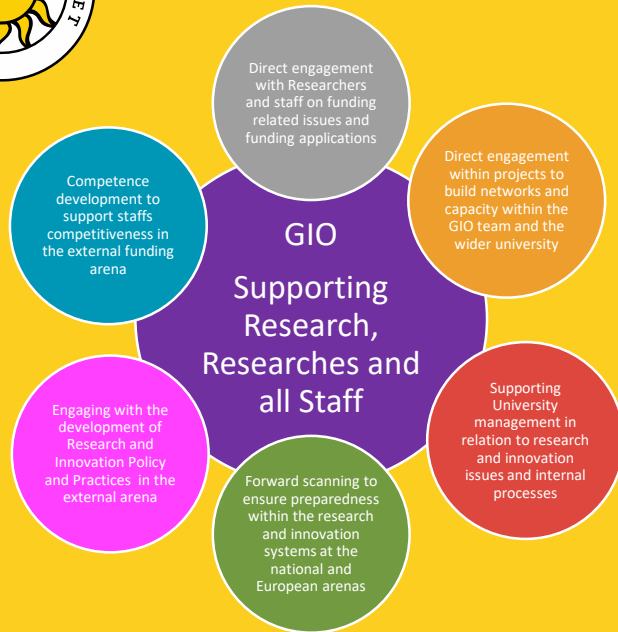 ET
Direct engagement
with Researchers
and staff on funding
related issues and
funding applications
Direct engagement
within projects to
build networks and
capacity within the
GIO team and the
wider university
Competence
development to
support staffs
competitiveness in
the external funding
arena
GIO
Supporting
Research,
Researches and
all Staff
Supporting
University
management in
relation to research
and innovation
issues and internal
processes
Engaging with the
development of
Research and
Innovation Policy
and Practices in the
external arena
Forward scanning to
ensure preparedness
within the research
and innovation
systems at the
national and
European arenas